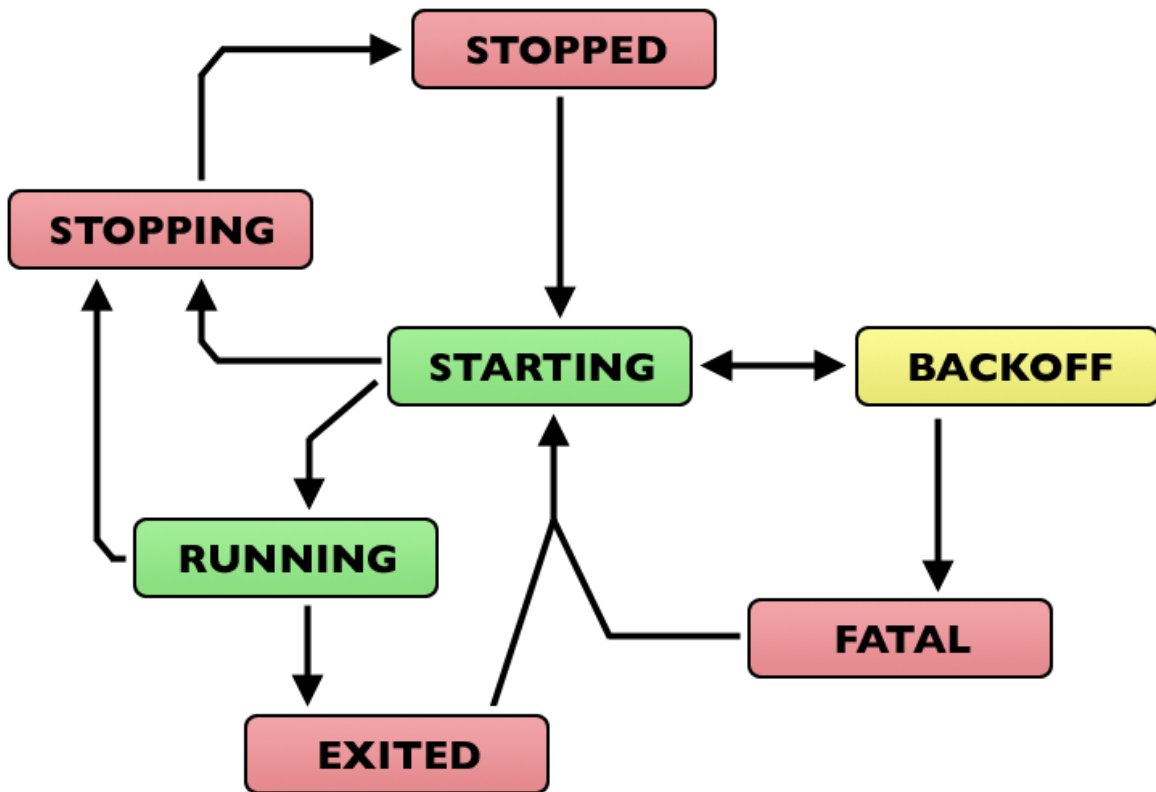 STOPPED
STOPPING
STARTING
BACKOFF
RUNNING
FATAL
EXITED